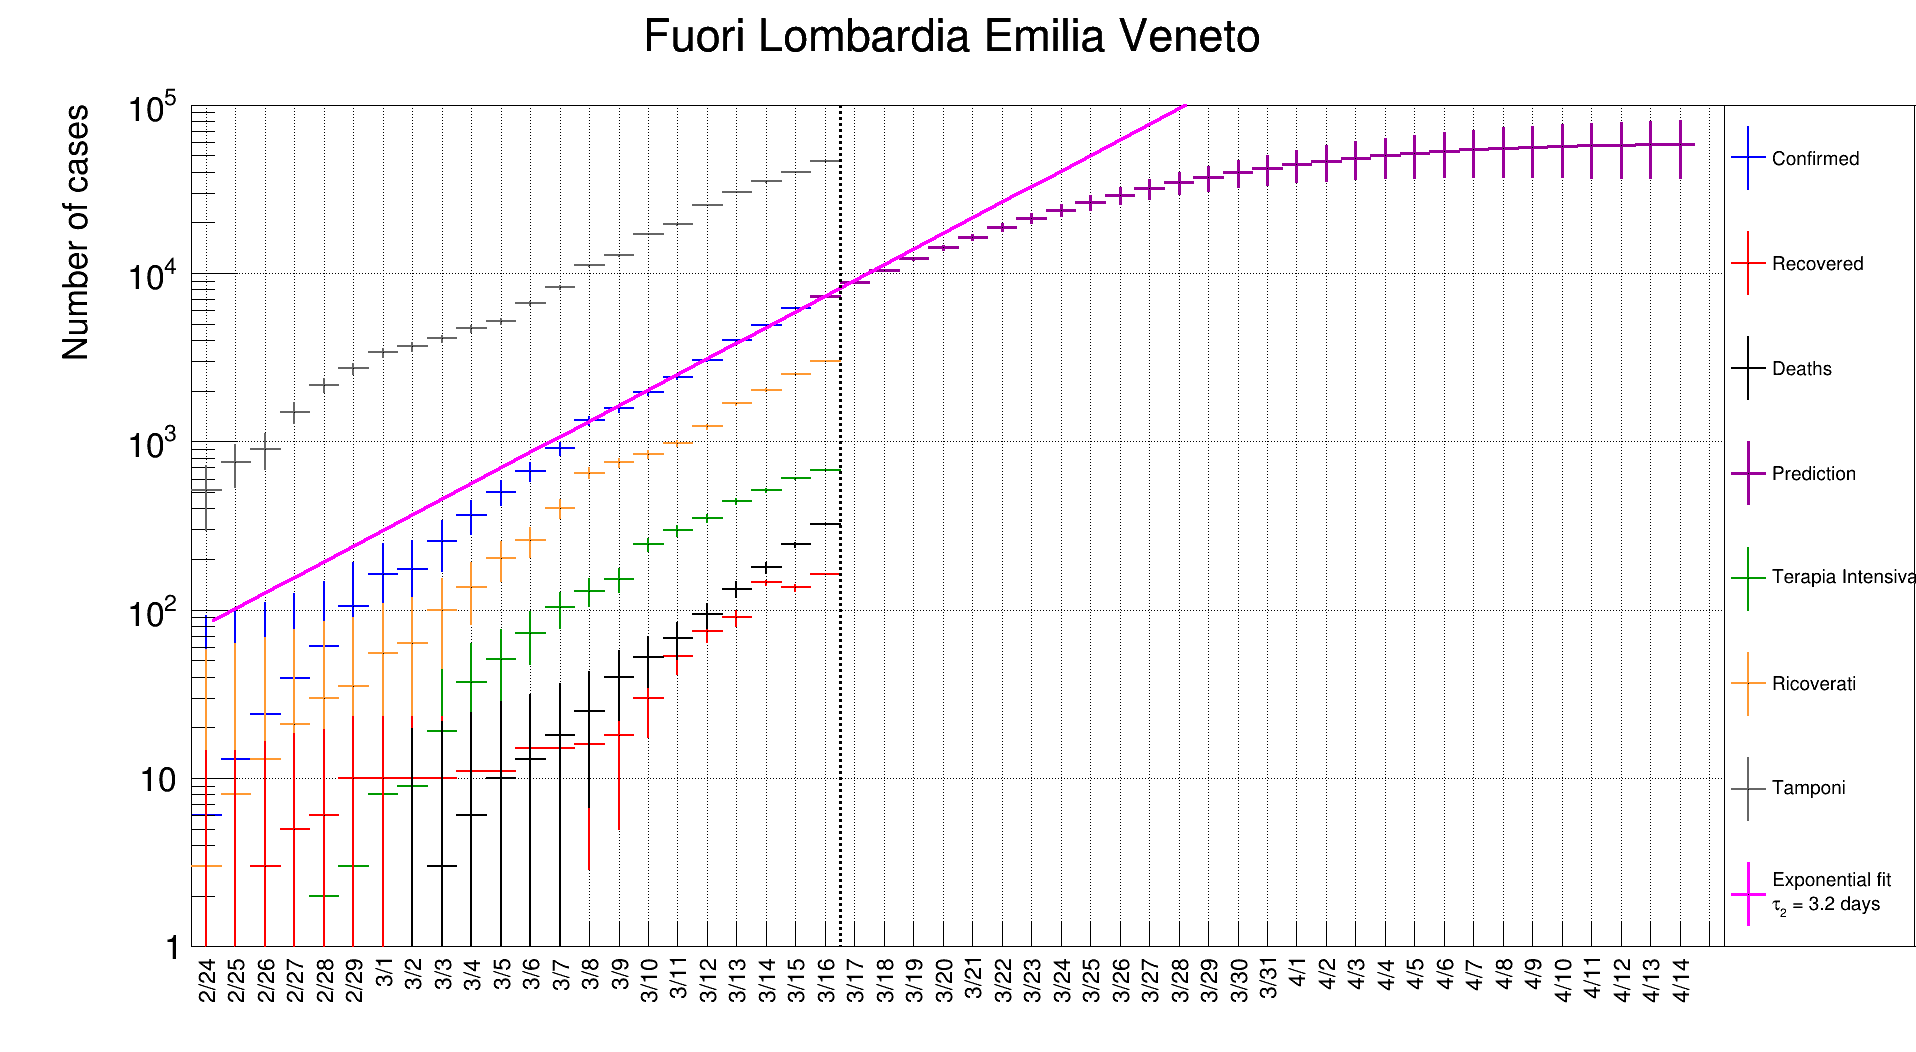 Fuori Lombardia Emilia Veneto
Number of cases
10^5
10^4
10^3
10^2
10
1
2/24 2/25 2/26 2/27 2/28 2/29 3/1 3/2 3/3 3/4 3/5 3/6 3/7 3/8 3/9 3/10 3/11 3/12 3/13 3/14 3/15 3/16 3/17 3/18 3/19 3/20 3/21 3/22 3/23 3/24 3/25 3/26 3/27 3/28 3/29 3/30 3/31 4/1 4/2 4/3 4/4 4/5 4/6 4/7 4/8 4/9 4/10 4/11 4/12 4/13 4/14
Confirmed
Recovered
Deaths
Prediction
Terapia Intensiva
Ricoverati
Tamponi
Exponential fit
τ₂ = 3.2 days